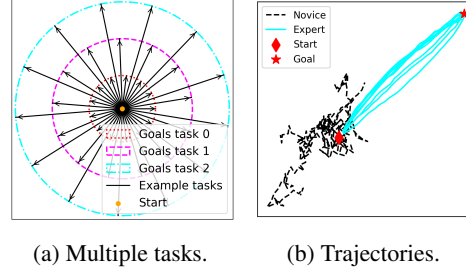 Goals task 0
Goals task 1
Goals task 2
Example tasks
Start
Novice
Expert
Start
Goal
(a) Multiple tasks.
(b) Trajectories.